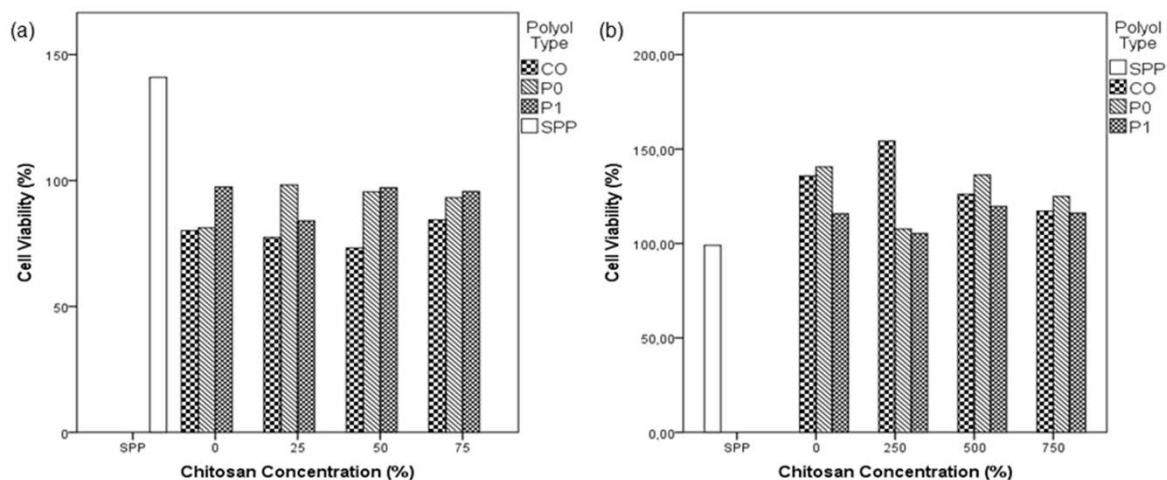 (a)
Cell Viability (%)
150
100
50
0
SPP 0 25 50 75
Chitosan Concentration (%)
Polyol
Type
CO
P0
P1
SPP
(b)
Cell Viability (%)
200,00
150,00
100,00
50,00
0,00
SPP 0 250 500 750
Chitosan Concentration (%)
Polyol
Type
SPP
CO
P0
P1